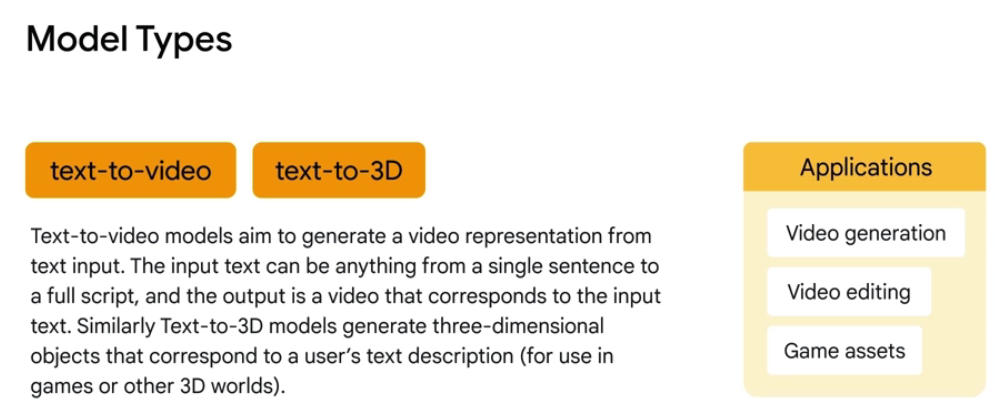 Model Types
text-to-video
text-to-3D
Text-to-video models aim to generate a video representation from
text input. The input text can be anything from a single sentence to
a full script, and the output is a video that corresponds to the input
text. Similarly Text-to-3D models generate three-dimensional
objects that correspond to a user’s text description (for use in
games or other 3D worlds).
Applications
Video generation
Video editing
Game assets